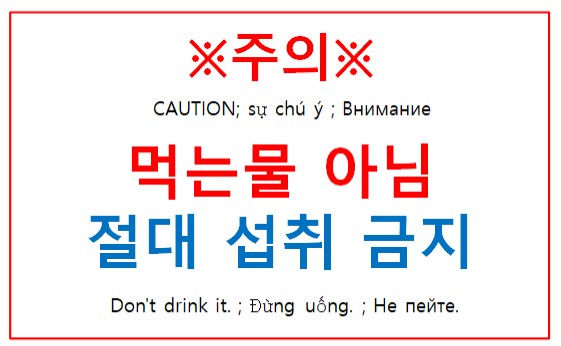 ※주의※
CAUTION; sự chú ý ; Внимание
먹는물 아님
절대 섭취 금지
Don't drink it. ; Đừng uống. ; Не пейте.